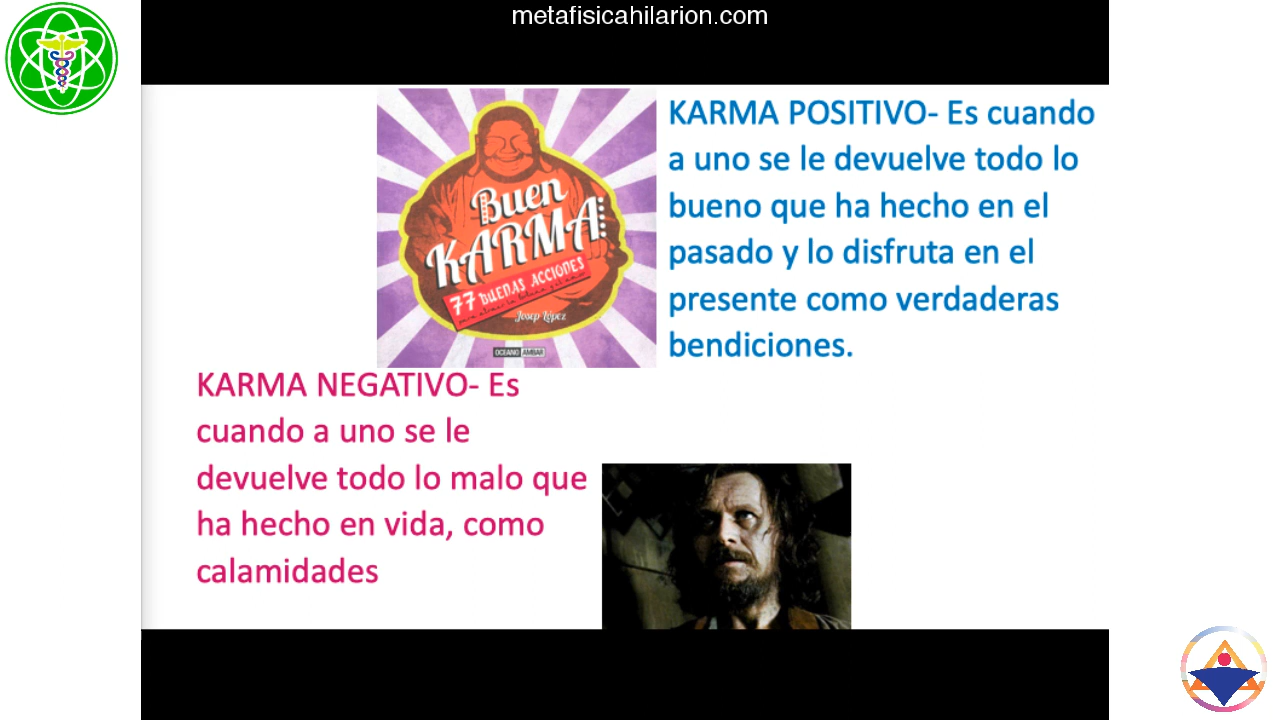 metafisicahilarion.com
Buen
KARMA
77 BUENAS ACCIONES
Josep López
OCEANO AMBAR
KARMA POSITIVO- Es cuando
a uno se le devuelve todo lo
bueno que ha hecho en el
pasado y lo disfruta en el
presente como verdaderas
bendiciones.
KARMA NEGATIVO- Es
cuando a uno se le
devuelve todo lo malo que
ha hecho en vida, como
calamidades